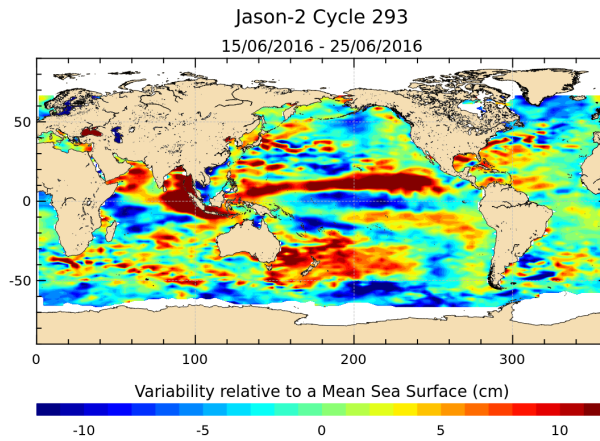 Jason-2 Cycle 293
15/06/2016 - 25/06/2016
50
0
-50
0 100 200 300
Variability relative to a Mean Sea Surface (cm)
-10 -5 0 5 10